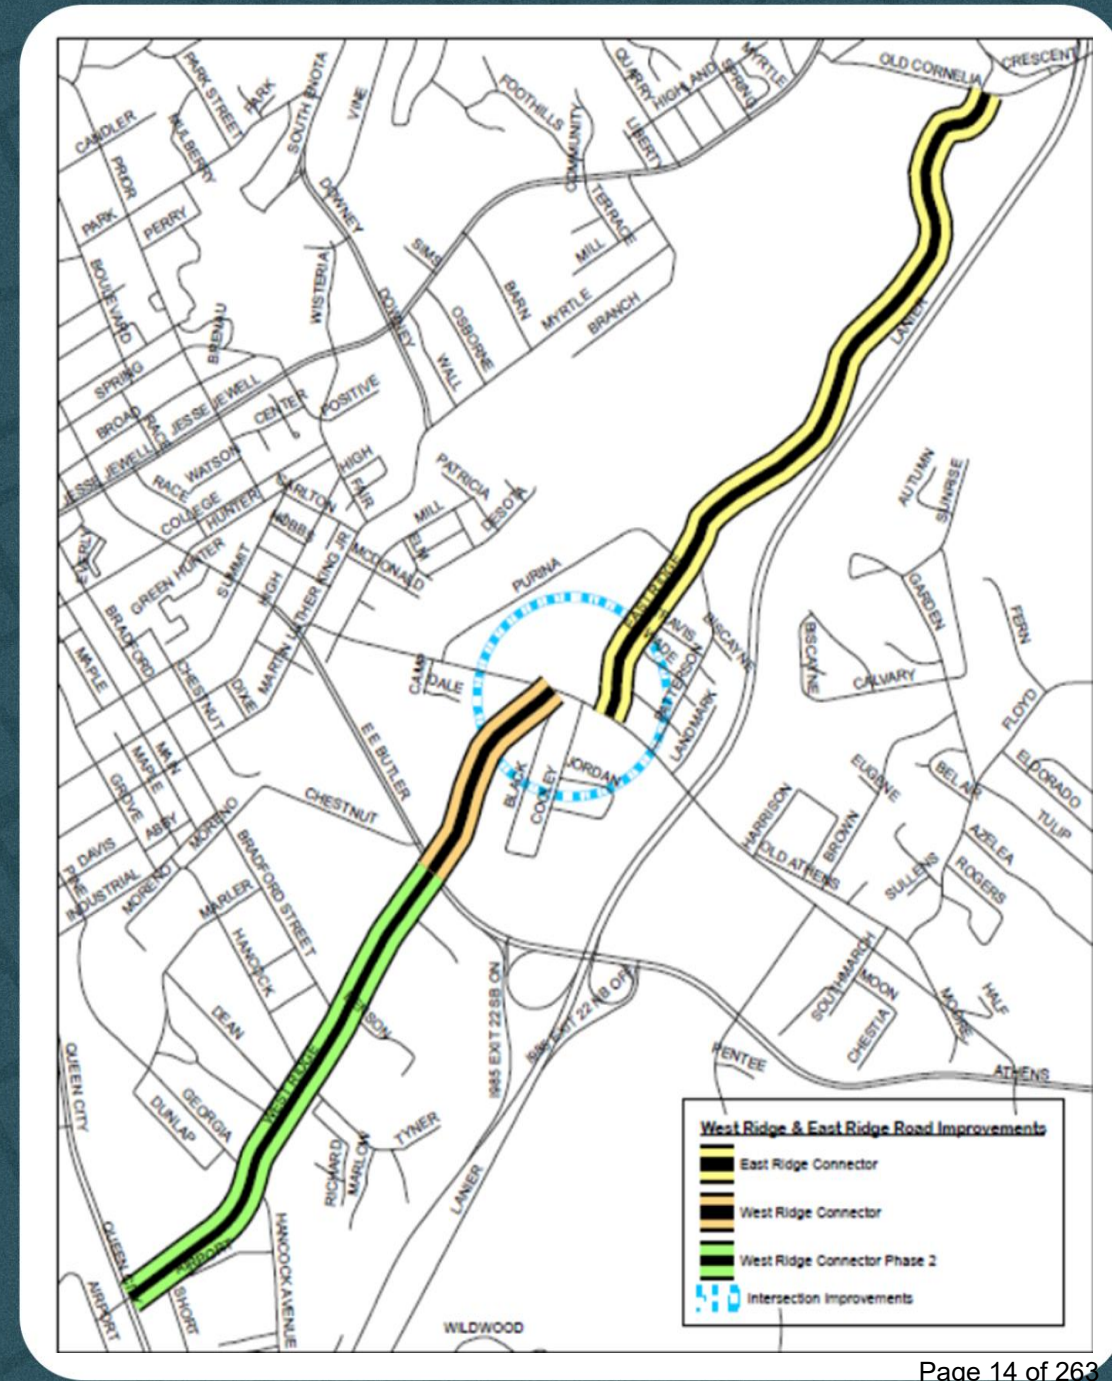 OLD CORNELIA
CRESCENT
PARK STREET
PARK
SOUTH ENOTA
VINE
FOOTHILLS
QUARRY
HIGHLAND
SPRING
MYRTLE
CANDLER
MULBERRY
LIBERTY
COMMUNITY
PRIOR
DOWNEY
TERRACE
PARK
PERRY
SIMS
MILL
BOULEVARD
WISTERIA
DOWNEY
BARN
MYRTLE
BRANCH
BRENAU
OSBORNE
LANIER
WALL
SPRING
BROAD
RACE
JESSE JEWELL
CENTER
POSITIVE
JESSE JEWELL
WATSON
HIGH
FAIR
PATRICIA
AUTUMN
SUNRISE
RACE
COLLEGE
HUNTER
CARLTON
HOBBS
MILL
DESOTA
ELM
GREEN HUNTER
SUMMIT
HIGH
MARTIN LUTHER KING JR
MCDONALD
PURINA
EAST RIDGE
GARDEN
FERN
BRADFORD
DAVIS
WADE
BISCAYNE
BISCAYNE
MAPLE
CHESTNUT
DIXIE
CAMP
DALE
PATTERSON
CALVARY
LANDMARK
FLOYD
MAIN
MAPLE
E E BUTLER
JORDAN
BLACK
COOLEY
EUGENE
BEL AIR
ELDORADO
GROVE
ABBY
MORENO
CHESTNUT
HARRISON
BROWN
TULIP
DAVIS
PINE
INDUSTRIAL
MORENO
BRADFORD STREET
OLD ATHENS
SULLENS
AZELEA
ROGERS
MARLER
HANCOCK
SOUTHMARCH
MOON
I985 EXIT 22 SB ON
I985 EXIT 22 NB OFF
HALF
MOORE
DEAN
CHESTIA
QUEEN CITY
PENTEE
ATHENS
WEST RIDGE
GEORGIA
DUNLAP
TYNER
RICHARD
MARLOW
LANIER
QUEEN CITY
AIRPORT
HANCOCK AVENUE
AIRPORT
SHORT
WILDWOOD
West Ridge & East Ridge Road Improvements
East Ridge Connector
West Ridge Connector
West Ridge Connector Phase 2
Intersection Improvements
Page 14 of 263